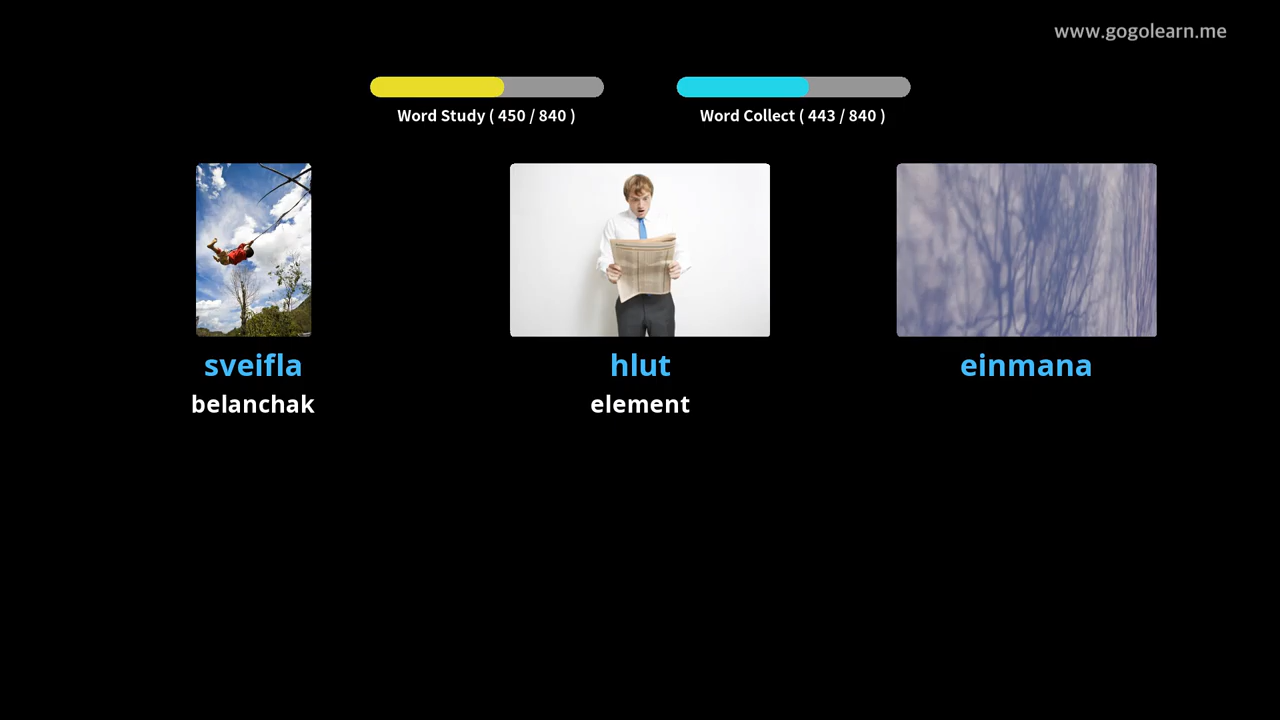 www.gogolearn.me
Word Study ( 450 / 840 )
Word Collect ( 443 / 840 )
sveifla
belanchak
hlut
element
einmana